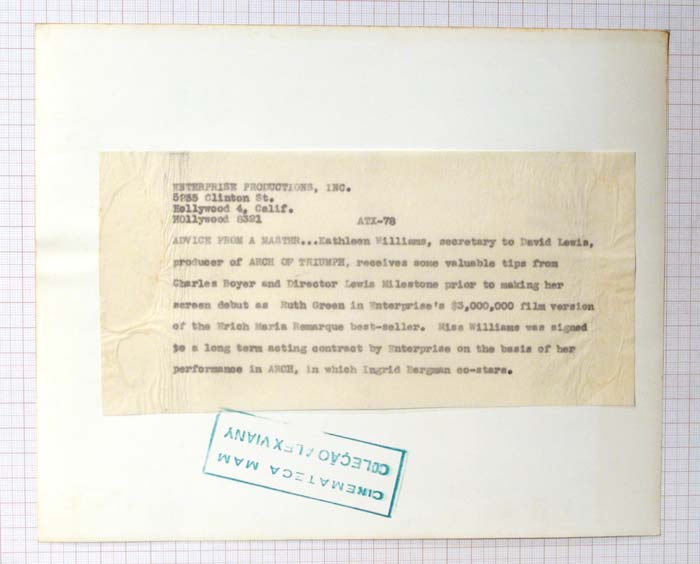 ENTERPRISE PRODUCTIONS, INC.
5255 Clinton St.
Hollywood 4, Calif.
Hollywood 8321 ATX-78
ADVICE FROM A MASTER...Kathleen Williams, secretary to David Lewis,
producer of ARCH OF TRIUMPH, receives some valuable tips from
Charles Boyer and Director Lewis Milestone prior to making her
screen debut as Ruth Green in Enterprise's $3,000,000 film version
of the Erich Maria Remarque best-seller. Miss Williams was signed
to a long term acting contract by Enterprise on the basis of her
performance in ARCH, in which Ingrid Bergman co-stars.
CINEMATECA MAM
COLEÇÃO ALEX VIANY